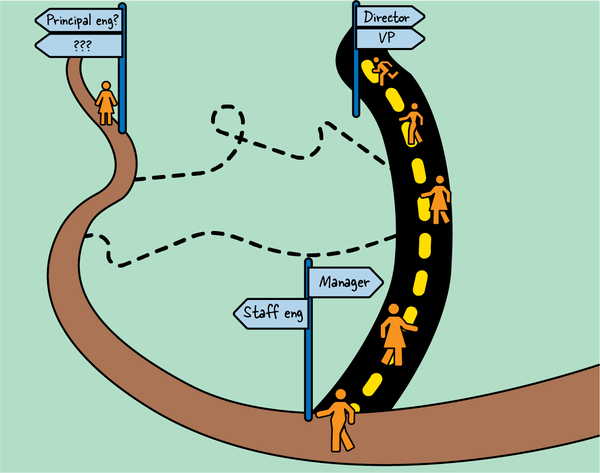 Principal eng?
???
Director
VP
Manager
Staff eng